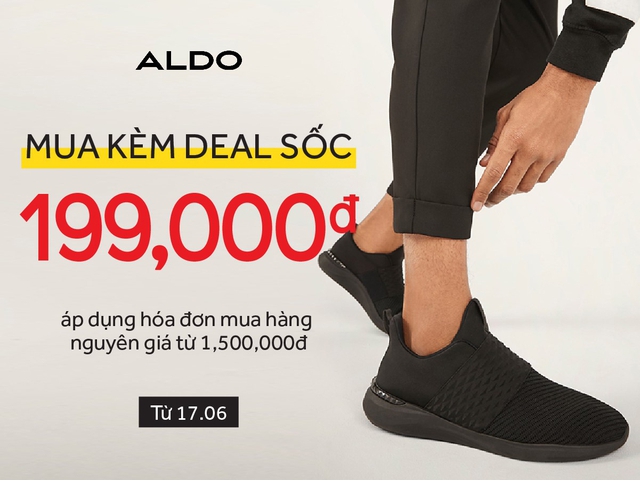 ALDO
MUA KÈM DEAL SỐC
199,000đ
áp dụng hóa đơn mua hàng
nguyên giá từ 1,500,000đ
Từ 17.06